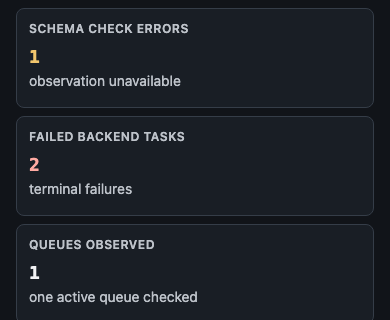 SCHEMA CHECK ERRORS
1
observation unavailable
FAILED BACKEND TASKS
2
terminal failures
QUEUES OBSERVED
1
one active queue checked